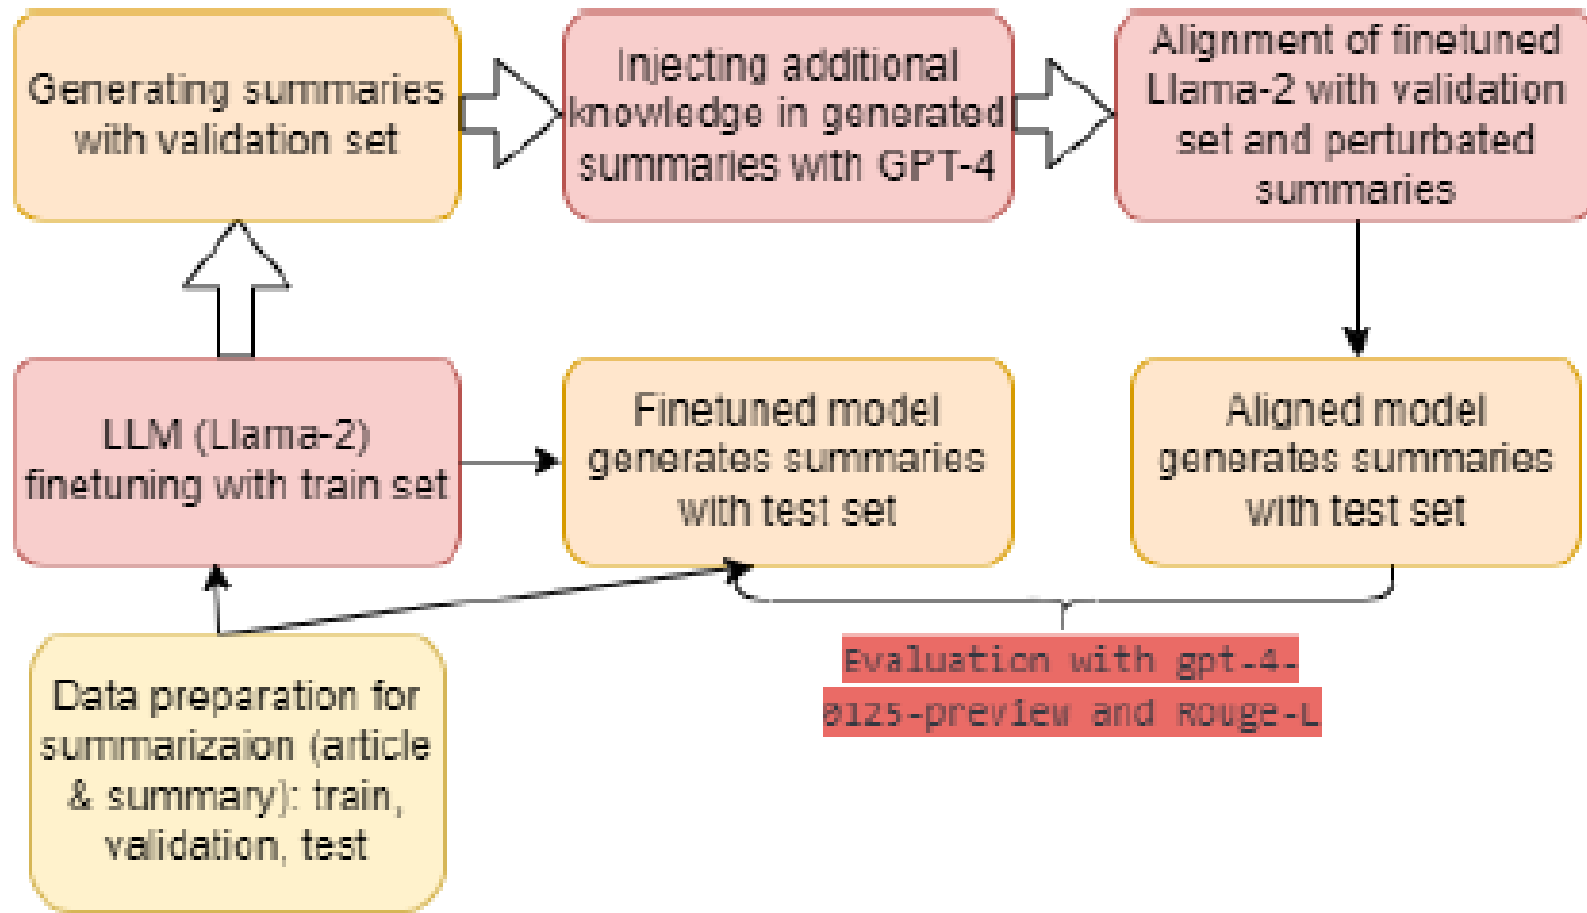 Generating summaries
with validation set
Injecting additional
knowledge in generated
summaries with GPT-4
Alignment of finetuned
Llama-2 with validation
set and perturbated
summaries
LLM (Llama-2)
finetuning with train set
Finetuned model
generates summaries
with test set
Aligned model
generates summaries
with test set
Evaluation with gpt-4-
0125-preview and Rouge-L
Data preparation for
summarizaion (article
& summary): train,
validation, test